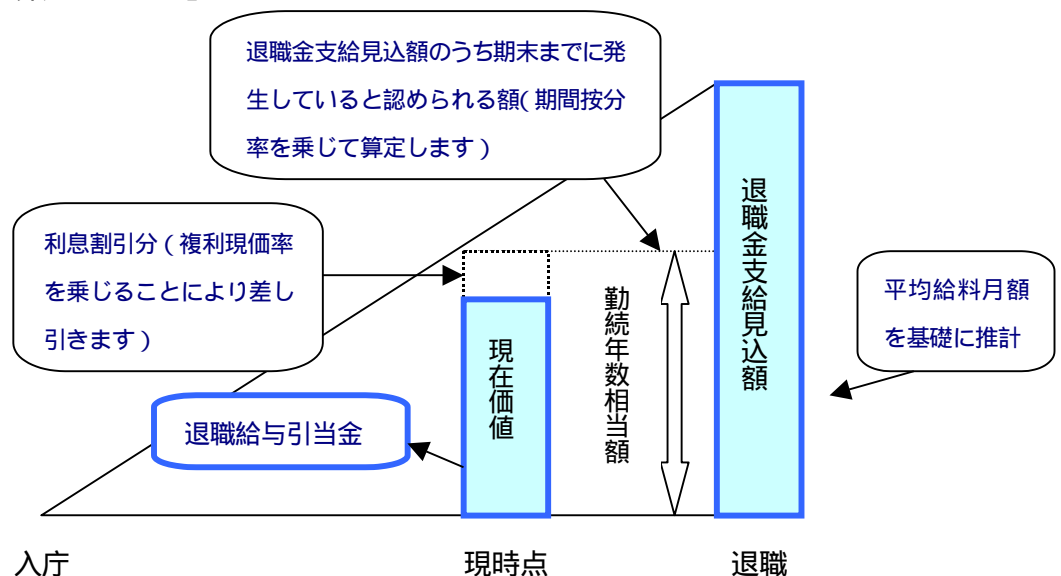 退職金支給見込額のうち期末までに発
生していると認められる額(期間按分
率を乗じて算定します)
利息割引分(複利現価率
を乗じることにより差し
引きます)
退職給与引当金
現在価値
勤続年数相当額
退職金支給見込額
平均給料月額
を基礎に推計
入庁
現時点
退職